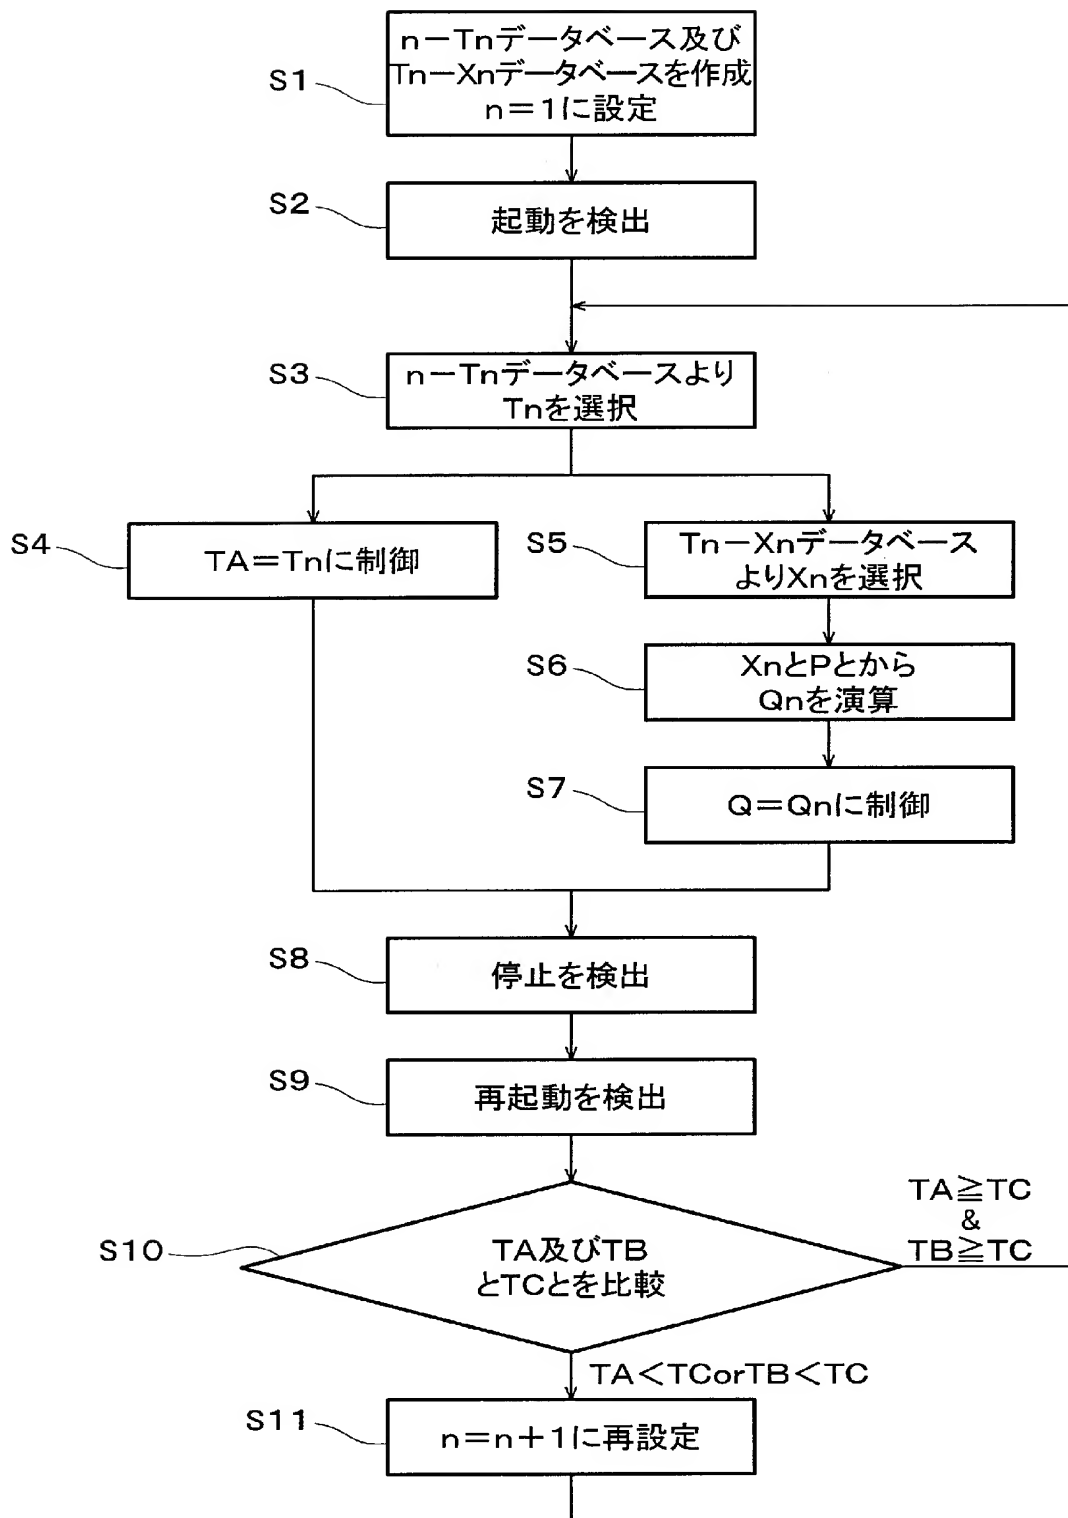 S1
n－Tnデータベース及び
Tn－Xnデータベースを作成
n＝1に設定
S2
起動を検出
S3
n－Tnデータベースより
Tnを選択
S4
TA＝Tnに制御
S5
Tn－Xnデータベース
よりXnを選択
S6
XnとPとから
Qnを演算
S7
Q＝Qnに制御
S8
停止を検出
S9
再起動を検出
S10
TA及びTB
とTCとを比較
TA≧TC
&
TB≧TC
TA＜TCorTB＜TC
S11
n＝n＋1に再設定